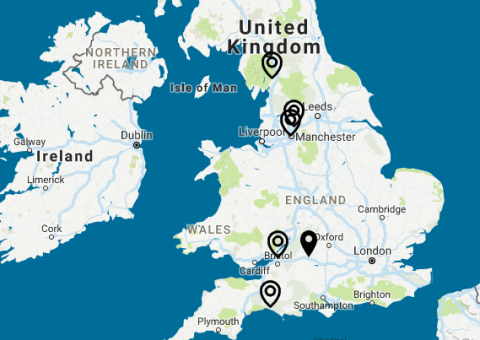 United
Kingdom
NORTHERN
IRELAND
Isle of Man
Leeds
Liverpool
Manchester
Galway
Dublin
Ireland
Limerick
ENGLAND
Cambridge
Cork
WALES
Oxford
Bristol
London
Cardiff
Brighton
Southampton
Plymouth